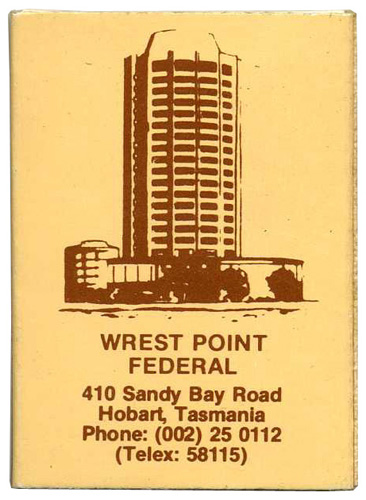 WREST POINT
FEDERAL
410 Sandy Bay Road
Hobart, Tasmania
Phone: (002) 25 0112
(Telex: 58115)